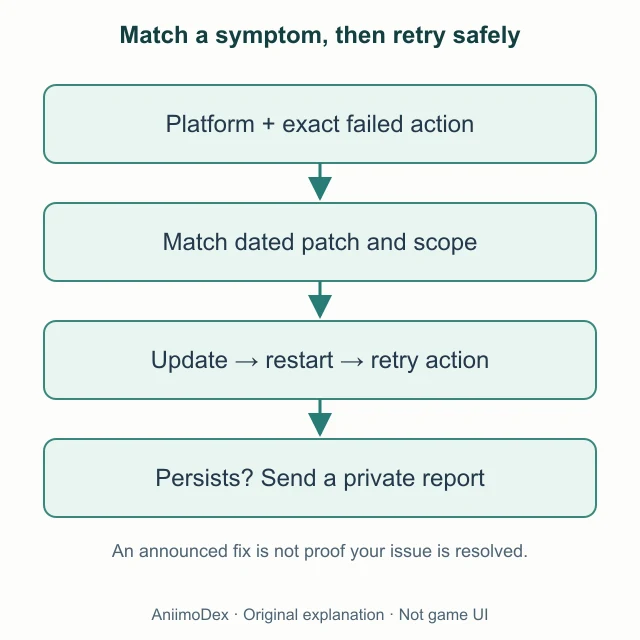 Match a symptom, then retry safely
Platform + exact failed action
Match dated patch and scope
Update → restart → retry action
Persists? Send a private report
An announced fix is not proof your issue is resolved.
AniimoDex · Original explanation · Not game UI